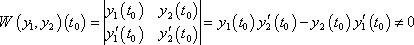 W(y₁, y₂)(t₀) = |y₁(t₀) y₂(t₀); y₁′(t₀) y₂′(t₀)| = y₁(t₀) y₂′(t₀) − y₂(t₀) y₁′(t₀) ≠ 0